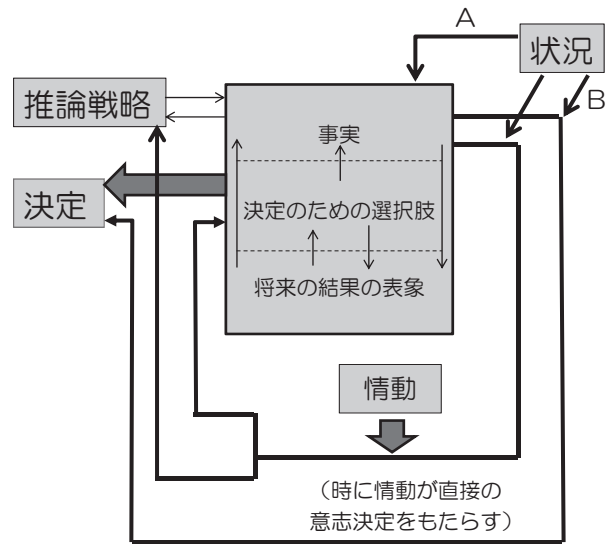 A
状況
B
推論戦略
事実
決定
決定のための選択肢
将来の結果の表象
情動
（時に情動が直接の
意志決定をもたらす）